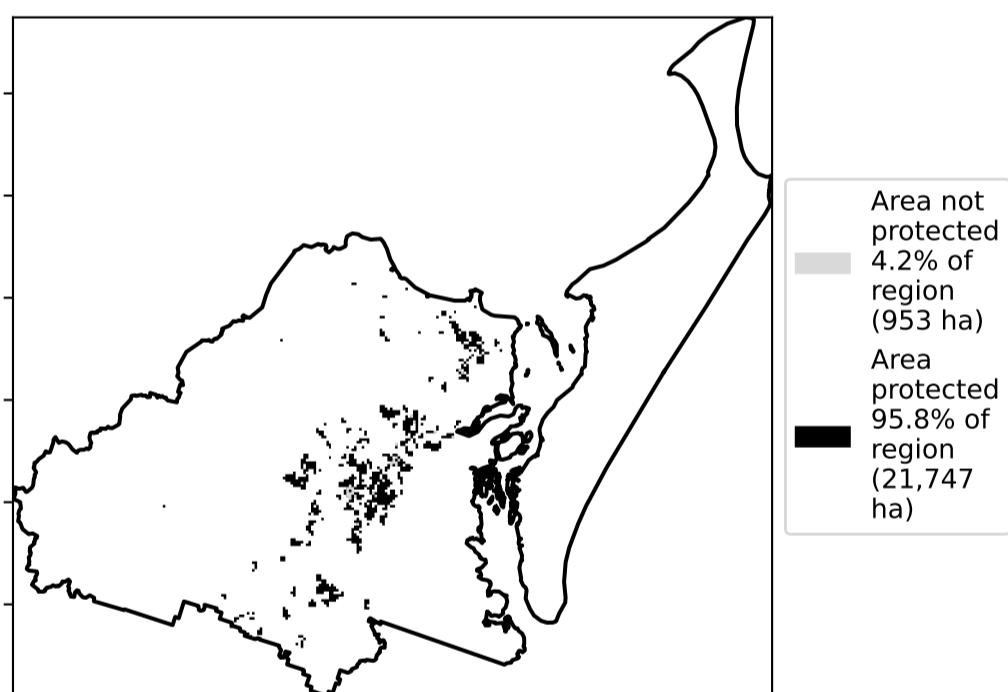 Area not
protected
4.2% of
region
(953 ha)
Area
protected
95.8% of
region
(21,747
ha)